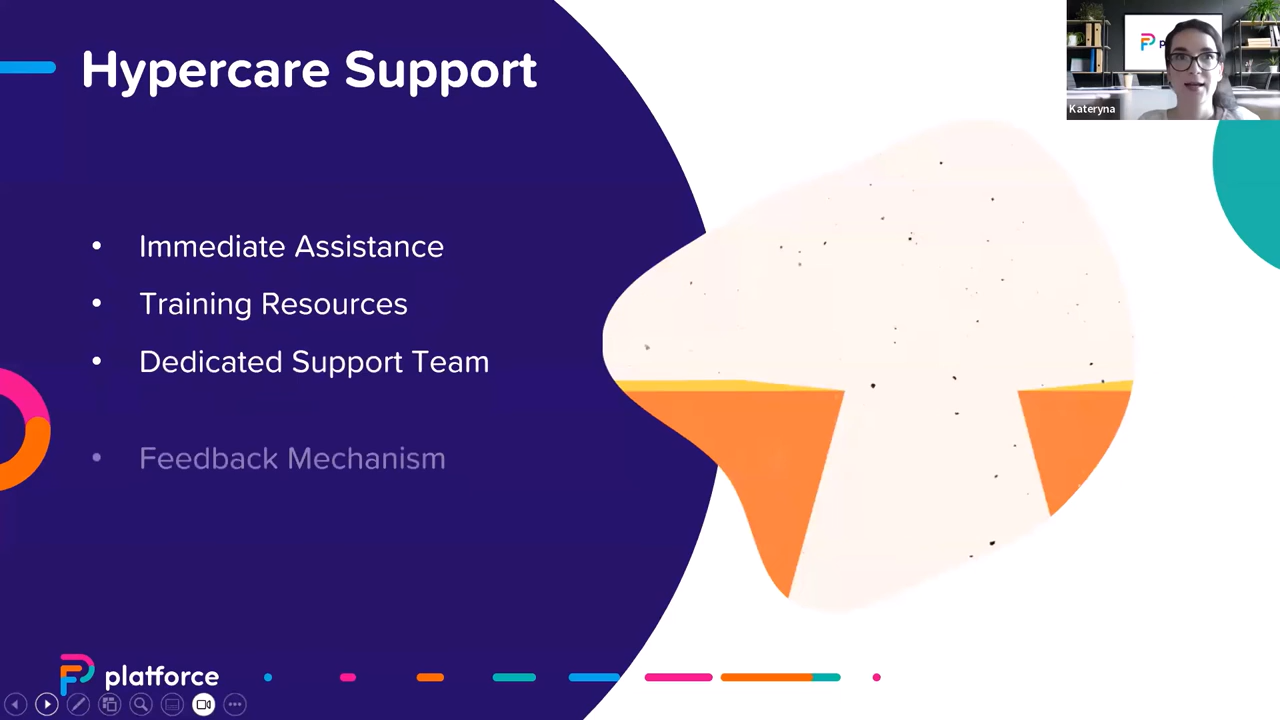 Hypercare Support
Kateryna
• Immediate Assistance
• Training Resources
• Dedicated Support Team
• Feedback Mechanism
platforce